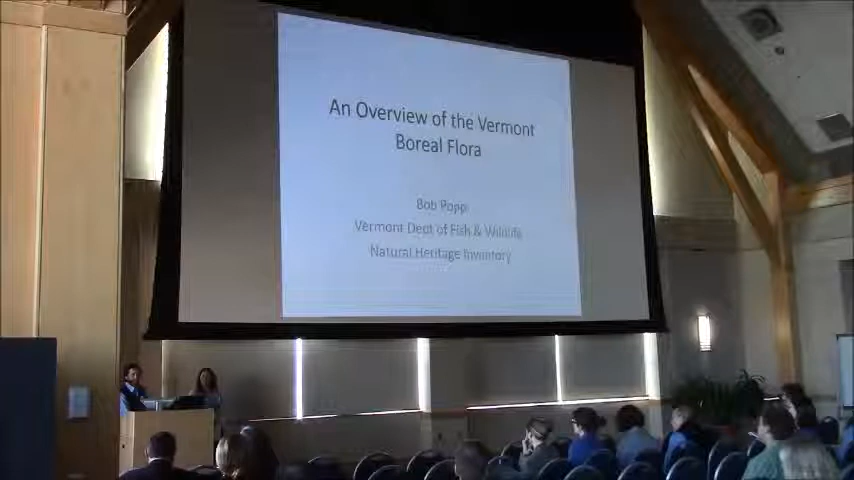 An Overview of the Vermont
Boreal Flora
Bob Popp
Vermont Dept of Fish & Wildlife
Natural Heritage Inventory